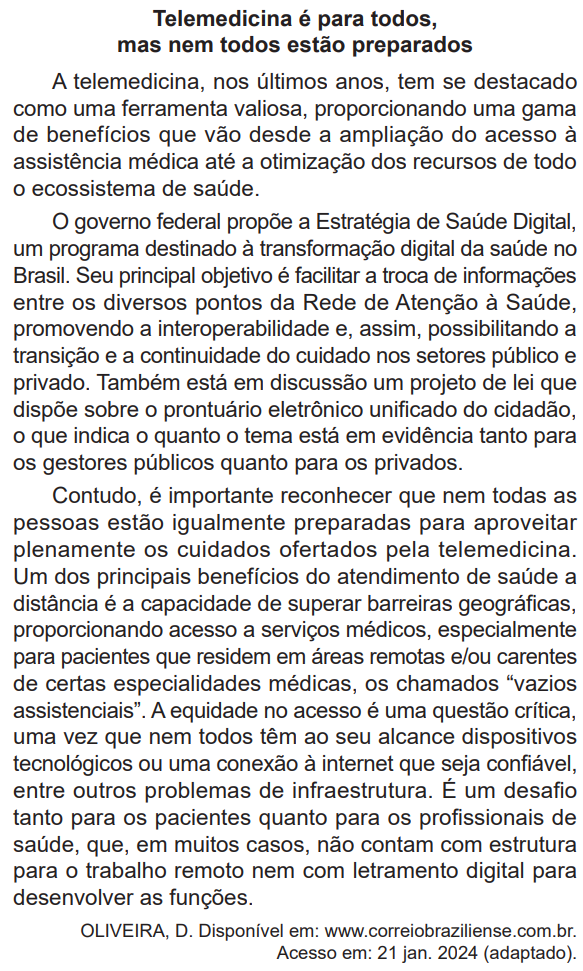 Telemedicina é para todos,
mas nem todos estão preparados
A telemedicina, nos últimos anos, tem se destacado
como uma ferramenta valiosa, proporcionando uma gama
de benefícios que vão desde a ampliação do acesso à
assistência médica até a otimização dos recursos de todo
o ecossistema de saúde.
O governo federal propõe a Estratégia de Saúde Digital,
um programa destinado à transformação digital da saúde no
Brasil. Seu principal objetivo é facilitar a troca de informações
entre os diversos pontos da Rede de Atenção à Saúde,
promovendo a interoperabilidade e, assim, possibilitando a
transição e a continuidade do cuidado nos setores público e
privado. Também está em discussão um projeto de lei que
dispõe sobre o prontuário eletrônico unificado do cidadão,
o que indica o quanto o tema está em evidência tanto para
os gestores públicos quanto para os privados.
Contudo, é importante reconhecer que nem todas as
pessoas estão igualmente preparadas para aproveitar
plenamente os cuidados ofertados pela telemedicina.
Um dos principais benefícios do atendimento de saúde a
distância é a capacidade de superar barreiras geográficas,
proporcionando acesso a serviços médicos, especialmente
para pacientes que residem em áreas remotas e/ou carentes
de certas especialidades médicas, os chamados “vazios
assistenciais”. A equidade no acesso é uma questão crítica,
uma vez que nem todos têm ao seu alcance dispositivos
tecnológicos ou uma conexão à internet que seja confiável,
entre outros problemas de infraestrutura. É um desafio
tanto para os pacientes quanto para os profissionais de
saúde, que, em muitos casos, não contam com estrutura
para o trabalho remoto nem com letramento digital para
desenvolver as funções.
OLIVEIRA, D. Disponível em: www.correiobraziliense.com.br.
Acesso em: 21 jan. 2024 (adaptado).